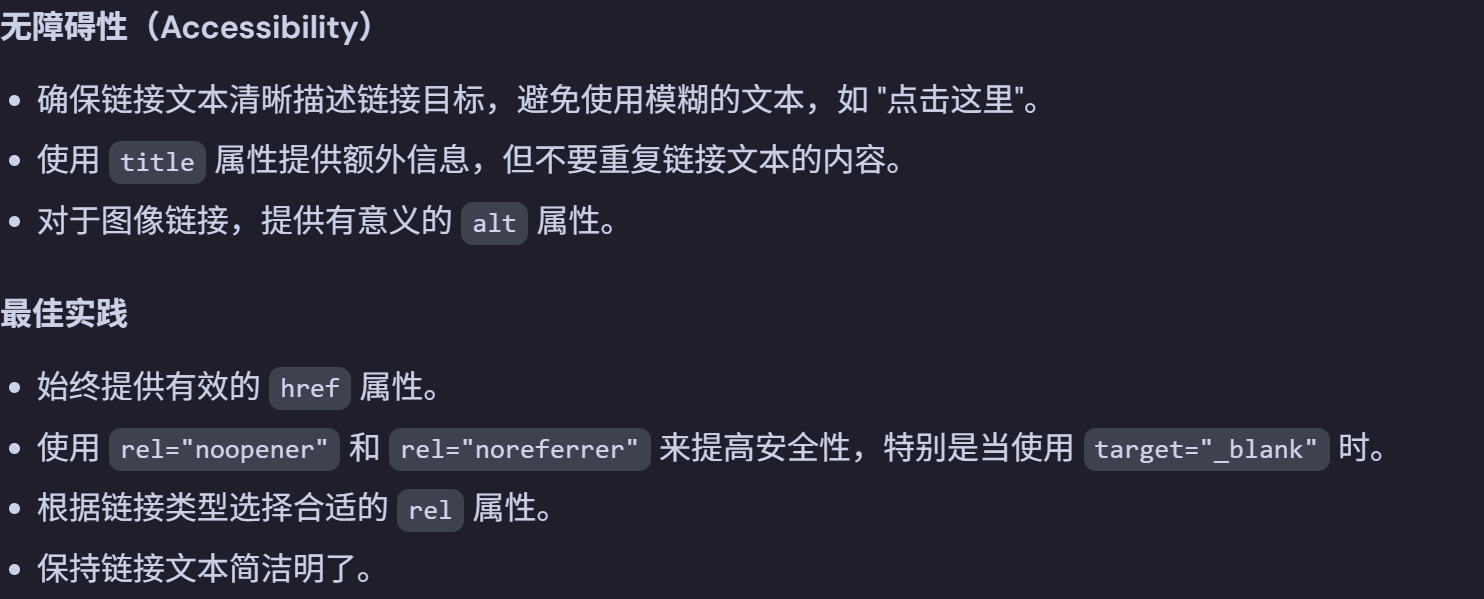 无障碍性（Accessibility）
确保链接文本清晰描述链接目标，避免使用模糊的文本，如 "点击这里"。
使用 title 属性提供额外信息，但不要重复链接文本的内容。
对于图像链接，提供有意义的 alt 属性。
最佳实践
始终提供有效的 href 属性。
使用 rel="noopener" 和 rel="noreferrer" 来提高安全性，特别是当使用 target="_blank" 时。
根据链接类型选择合适的 rel 属性。
保持链接文本简洁明了。